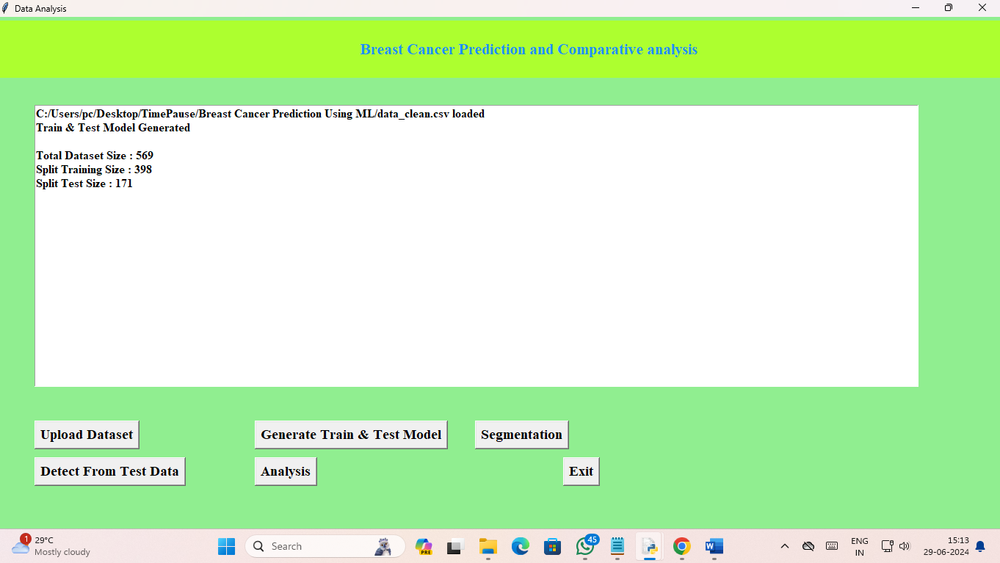 Data Analysis
Breast Cancer Prediction and Comparative analysis
C:/Users/pc/Desktop/TimePause/Breast Cancer Prediction Using ML/data_clean.csv loaded
Train & Test Model Generated
Total Dataset Size : 569
Split Training Size : 398
Split Test Size : 171
Upload Dataset
Generate Train & Test Model
Segmentation
Detect From Test Data
Analysis
Exit
1
29°C
Mostly cloudy
Search
PRE
45
W
ENG
IN
15:13
29-06-2024